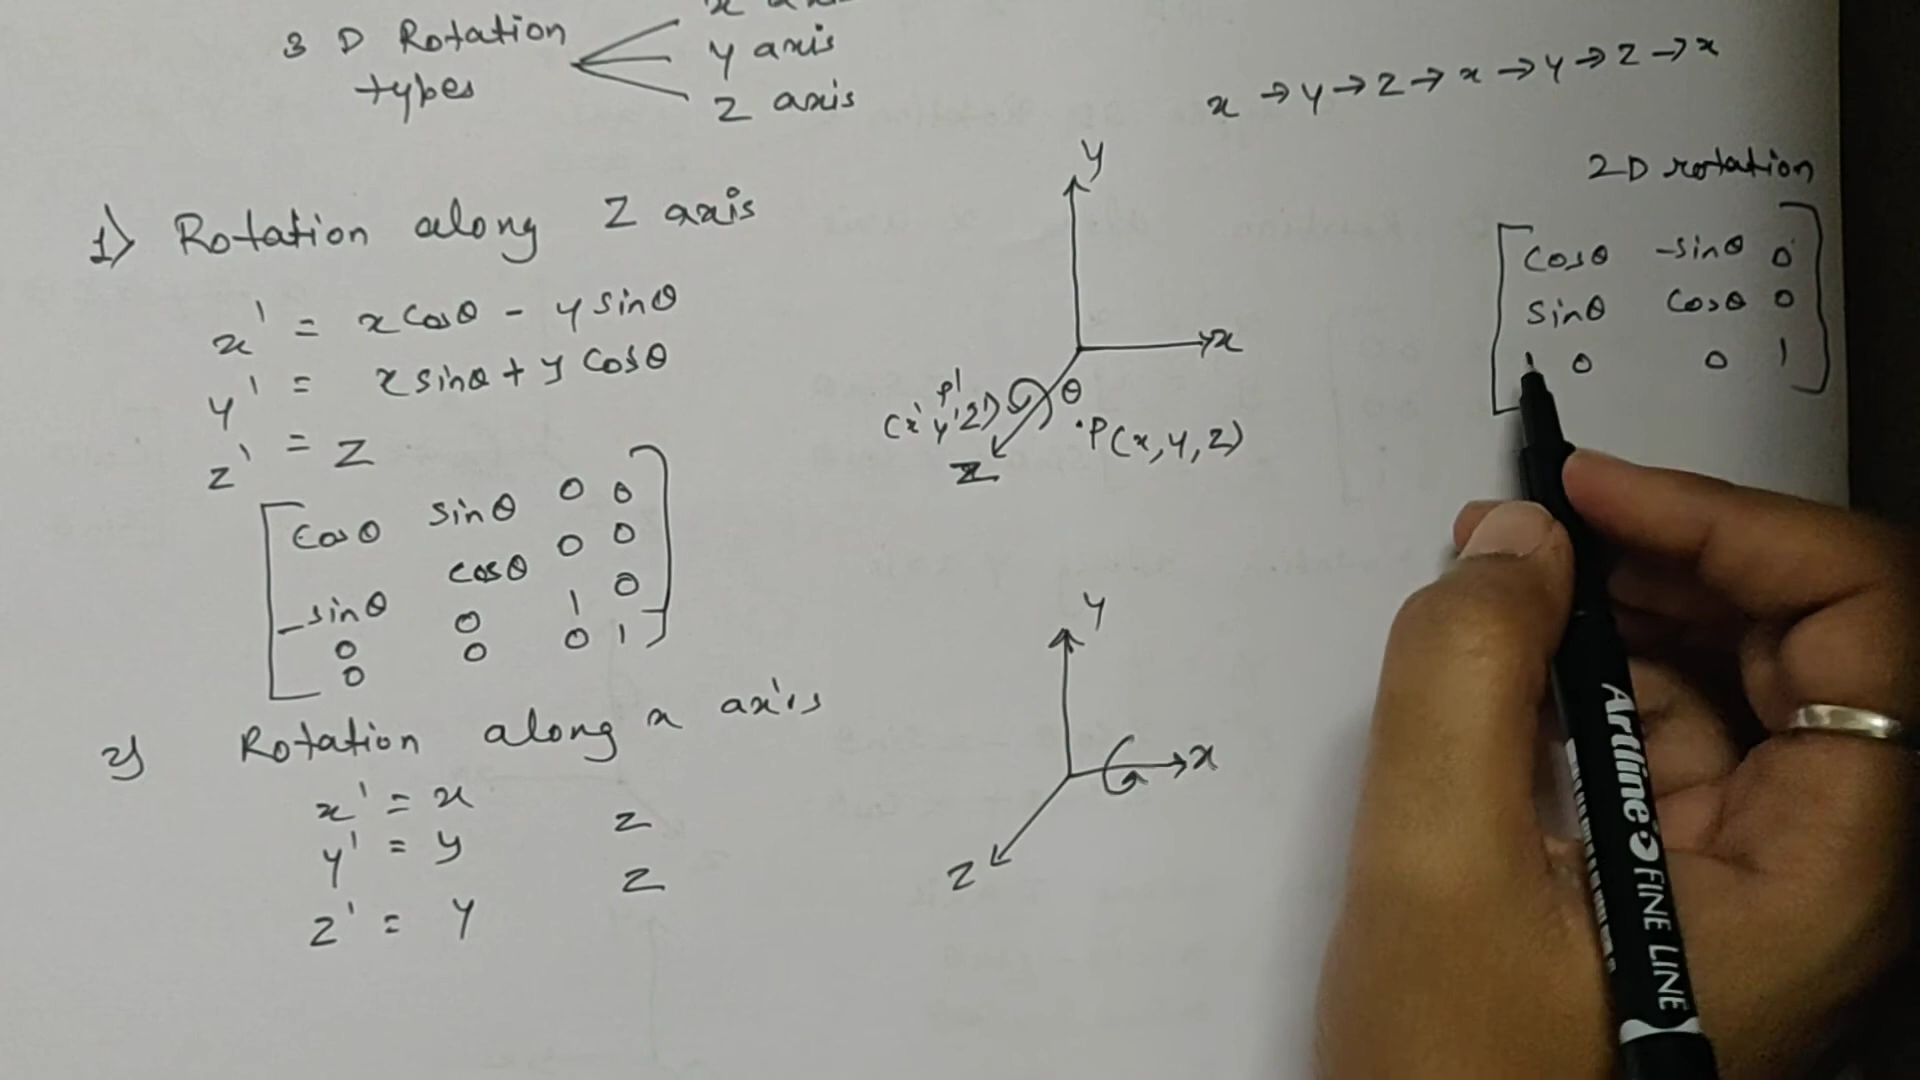 x
3 D Rotation
types
y axis
z axis
x → y → z → x → y → z → x
1) Rotation along Z axis
x' = x cosθ - y sinθ
y' = x sinθ + y cosθ
z' = z
cosθ sinθ 0 0
-sinθ cosθ 0 0
0 0 1 0
0 0 0 1
y
x
z
θ
P'
(x' y' z')
.P(x, y, z)
2D rotation
cosθ -sinθ 0
sinθ cosθ 0
0 0 1
2) Rotation along x axis
x' = x
y' = y z
z' = y z
y
x
z
Artline FINE LINE